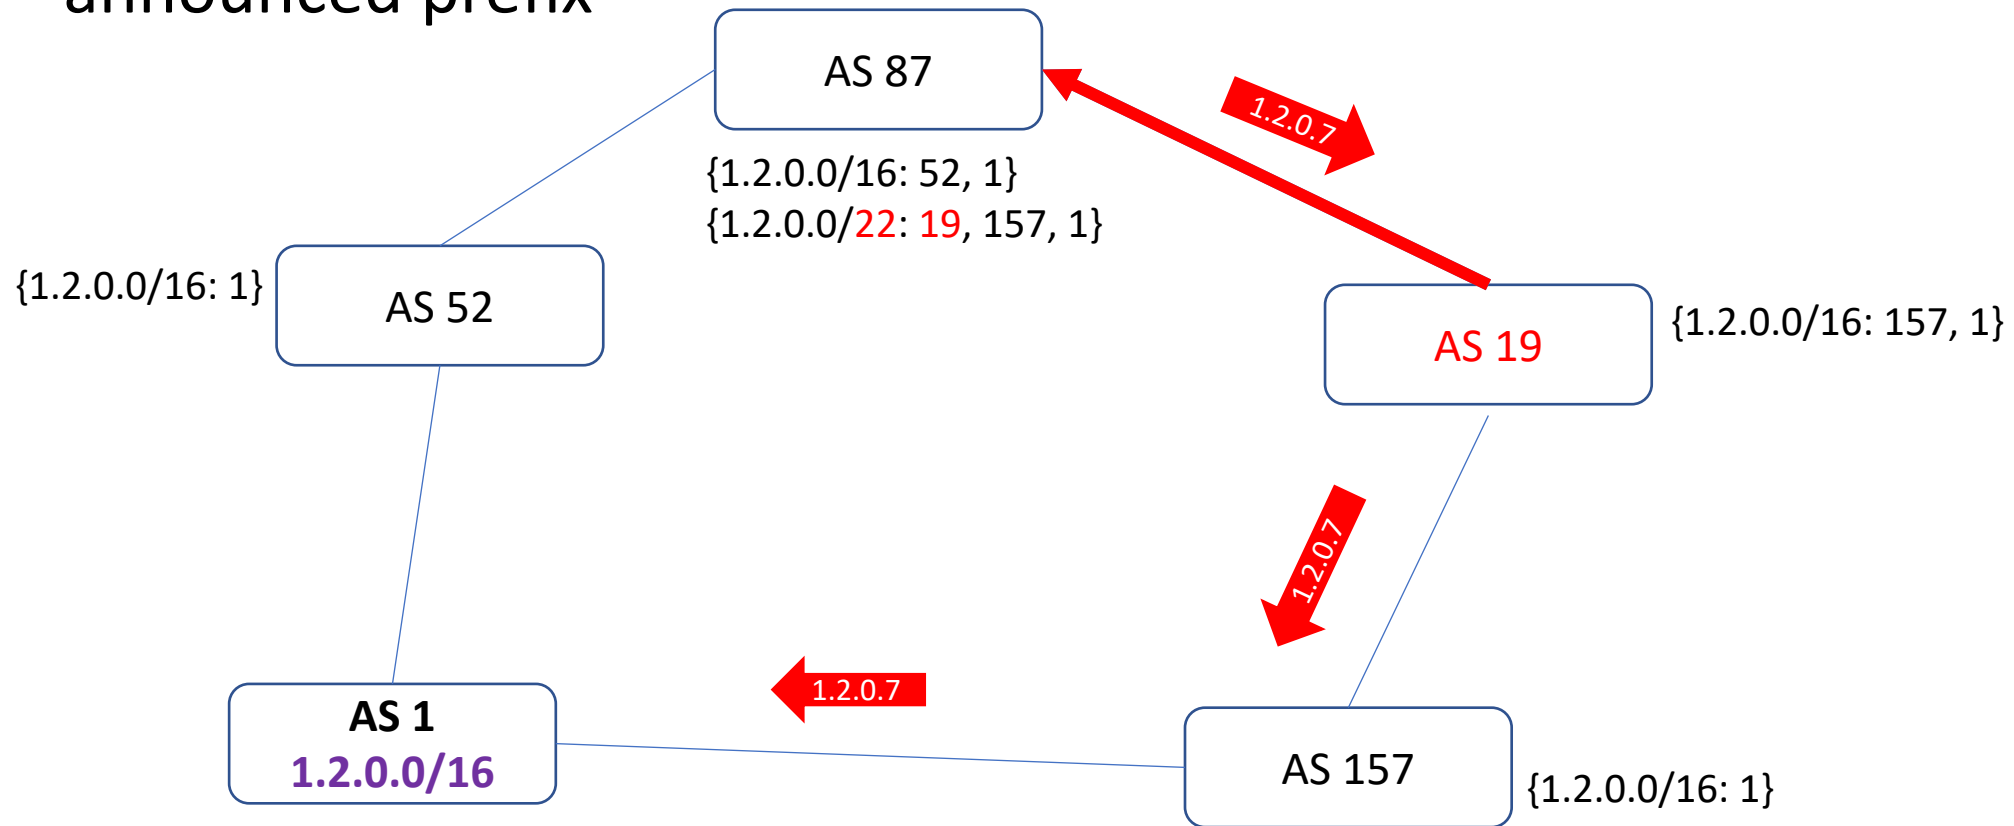 announced prefix
AS 87
1.2.0.7
{1.2.0.0/16: 52, 1}
{1.2.0.0/22: 19, 157, 1}
{1.2.0.0/16: 1}
AS 52
AS 19
{1.2.0.0/16: 157, 1}
1.2.0.7
1.2.0.7
AS 1
1.2.0.0/16
AS 157
{1.2.0.0/16: 1}